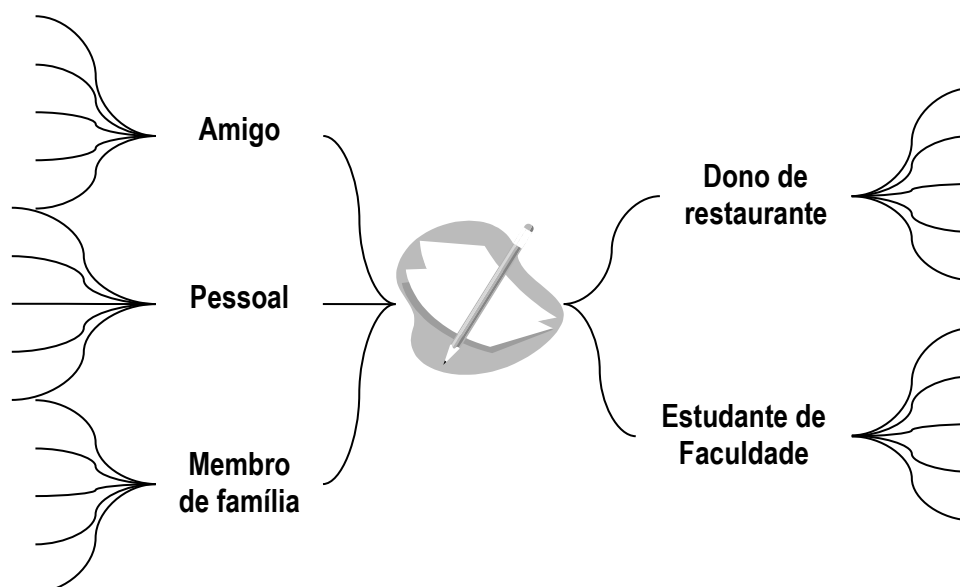 Amigo
Pessoal
Membro
de família
Dono de
restaurante
Estudante de
Faculdade